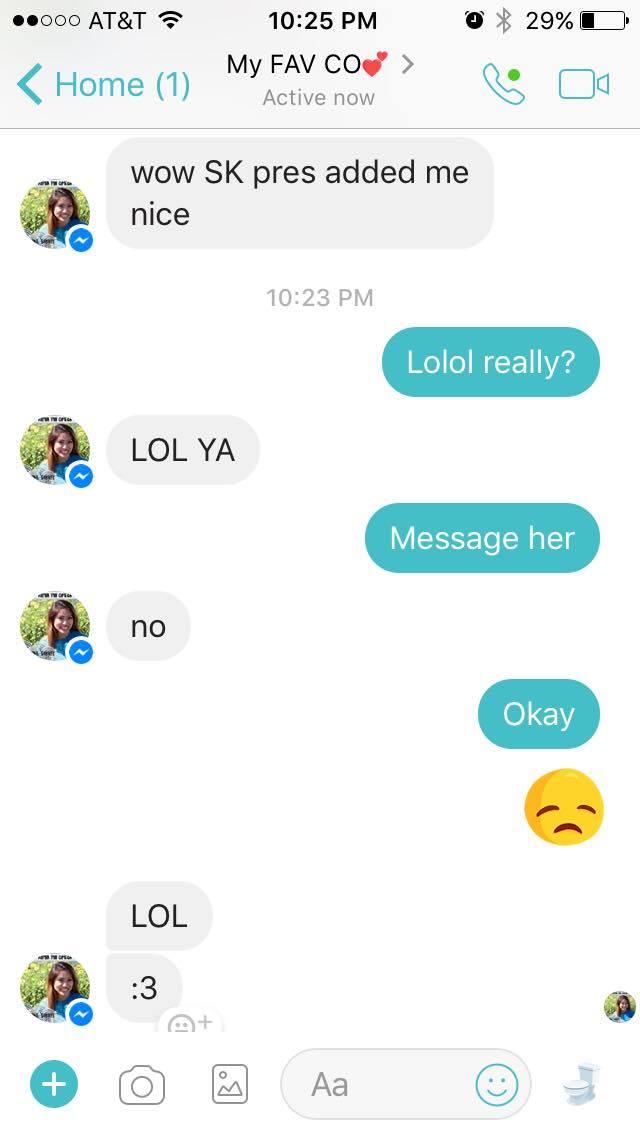 AT&T 10:25 PM 29%
Home (1) My FAV CO💕
Active now
wow SK pres added me
nice
10:23 PM
Lolol really?
LOL YA
Message her
no
Okay
LOL
:3
Aa